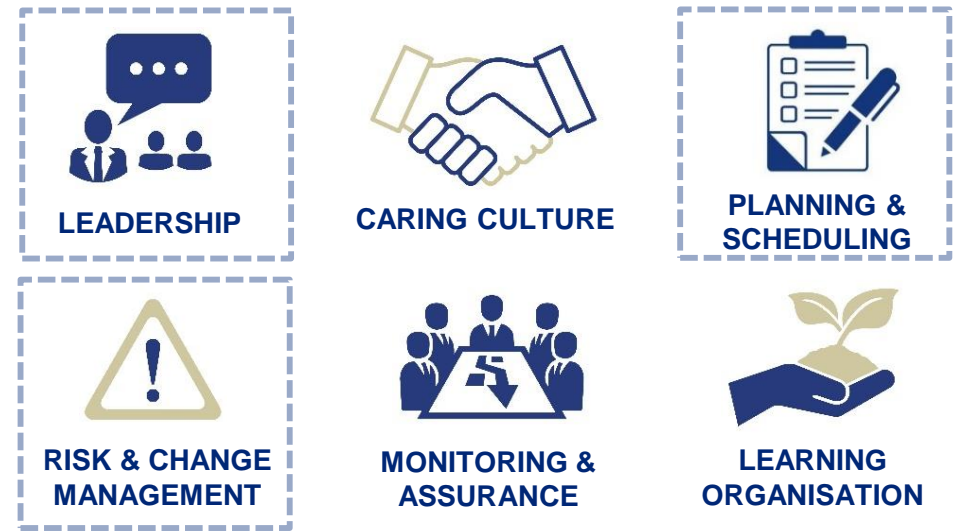 LEADERSHIP
CARING CULTURE
PLANNING &
SCHEDULING
RISK & CHANGE
MANAGEMENT
MONITORING &
ASSURANCE
LEARNING
ORGANISATION